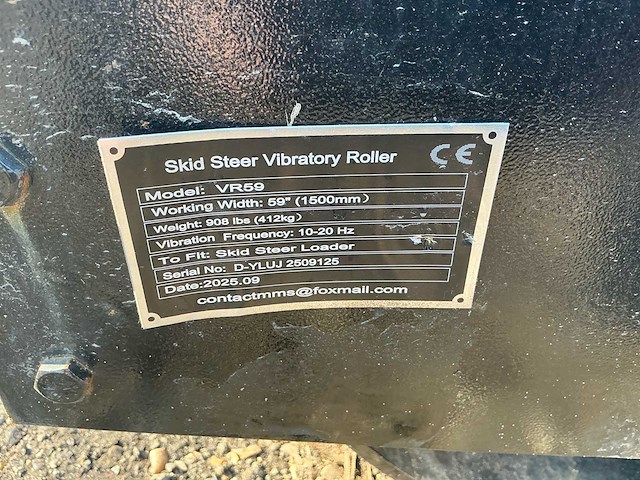 Skid Steer Vibratory Roller CE
Model: VR59
Working Width: 59" (1500mm)
Weight: 908 lbs (412kg)
Vibration Frequency: 10-20 Hz
To Fit: Skid Steer Loader
Serial No: D-YLUJ 2509125
Date:2025.09
contactmms@foxmail.com